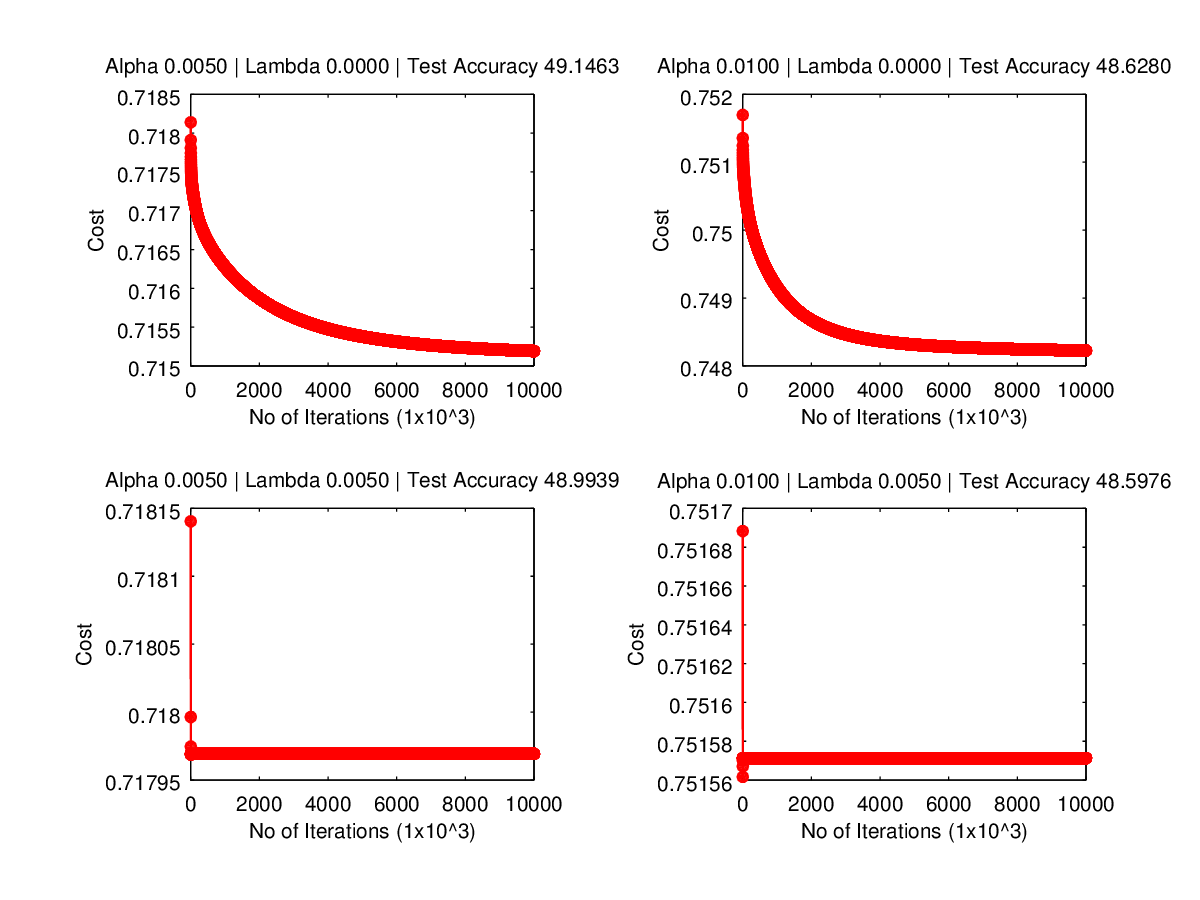 Alpha 0.0050 | Lambda 0.0000 | Test Accuracy 49.1463
0.7185
0.718
0.7175
0.717
0.7165
0.716
0.7155
0.715
Cost
0 2000 4000 6000 8000 10000
No of Iterations (1x10^3)
Alpha 0.0100 | Lambda 0.0000 | Test Accuracy 48.6280
0.752
0.751
0.75
0.749
0.748
Cost
0 2000 4000 6000 8000 10000
No of Iterations (1x10^3)
Alpha 0.0050 | Lambda 0.0050 | Test Accuracy 48.9939
0.71815
0.7181
0.71805
0.718
0.71795
Cost
0 2000 4000 6000 8000 10000
No of Iterations (1x10^3)
Alpha 0.0100 | Lambda 0.0050 | Test Accuracy 48.5976
0.7517
0.75168
0.75166
0.75164
0.75162
0.7516
0.75158
0.75156
Cost
0 2000 4000 6000 8000 10000
No of Iterations (1x10^3)